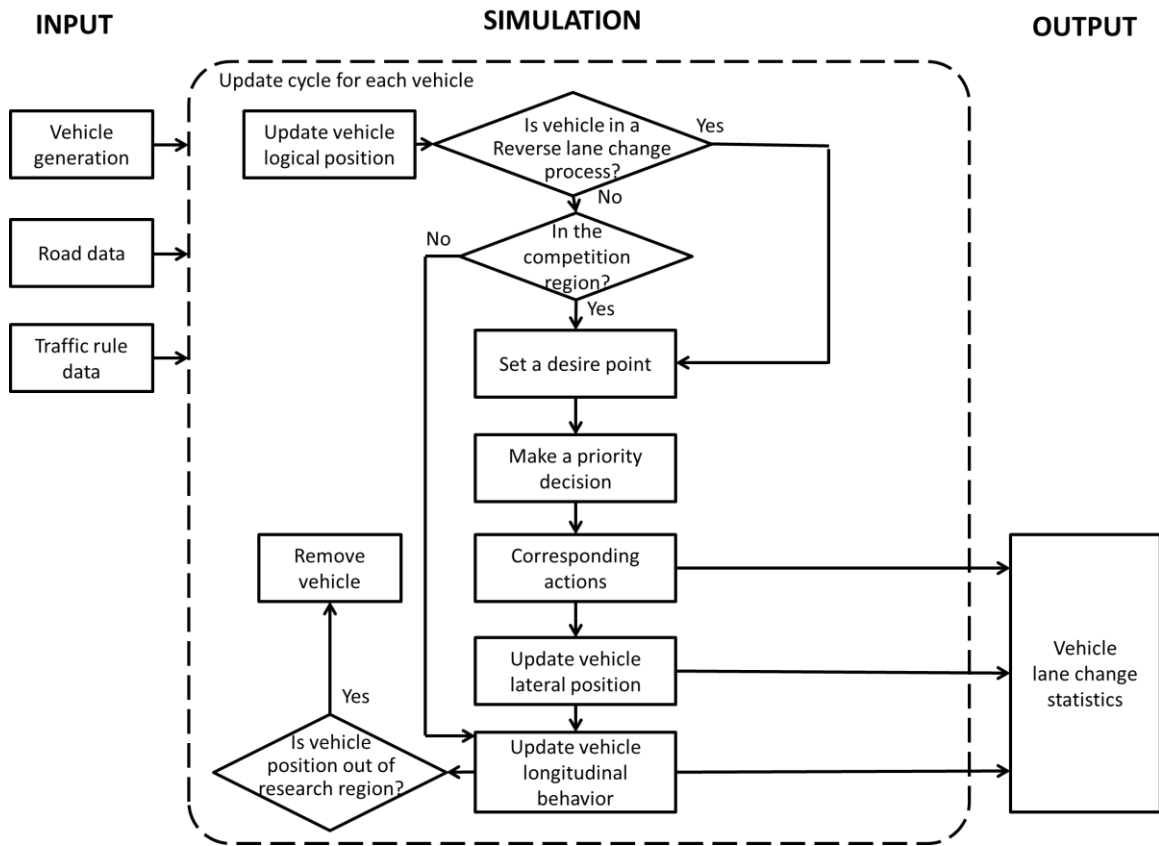 INPUT
SIMULATION
OUTPUT
Update cycle for each vehicle
Vehicle
generation
Road data
Traffic rule
data
Update vehicle
logical position
Is vehicle in a
Reverse lane change
process?
Yes
No
In the
competition
region?
No
Yes
Set a desire point
Make a priority
decision
Corresponding
actions
Update vehicle
lateral position
Update vehicle
longitudinal
behavior
Remove
vehicle
Yes
Is vehicle
position out of
research region?
Vehicle
lane change
statistics